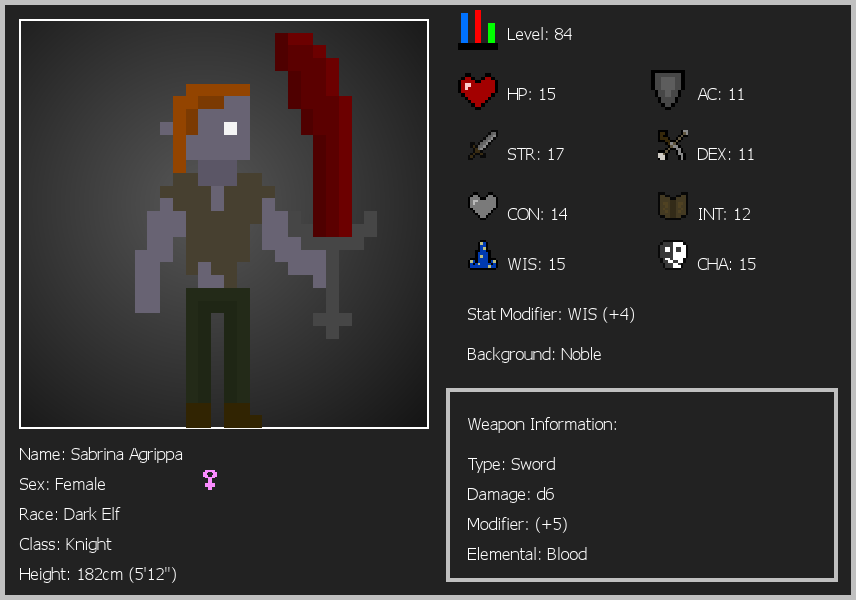 Level: 84
HP: 15
AC: 11
STR: 17
DEX: 11
CON: 14
INT: 12
WIS: 15
CHA: 15
Stat Modifier: WIS (+4)
Background: Noble
Weapon Information:
Type: Sword
Damage: d6
Modifier: (+5)
Elemental: Blood
Name: Sabrina Agrippa
Sex: Female
Race: Dark Elf
Class: Knight
Height: 182cm (5'12")